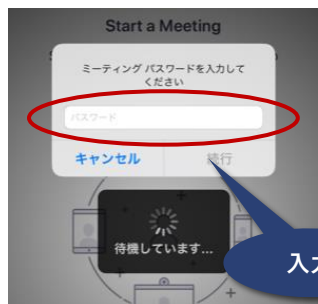 Start a Meeting
ミーティング パスワードを入力して
ください
パスワード
キャンセル
続行
待機しています...
入